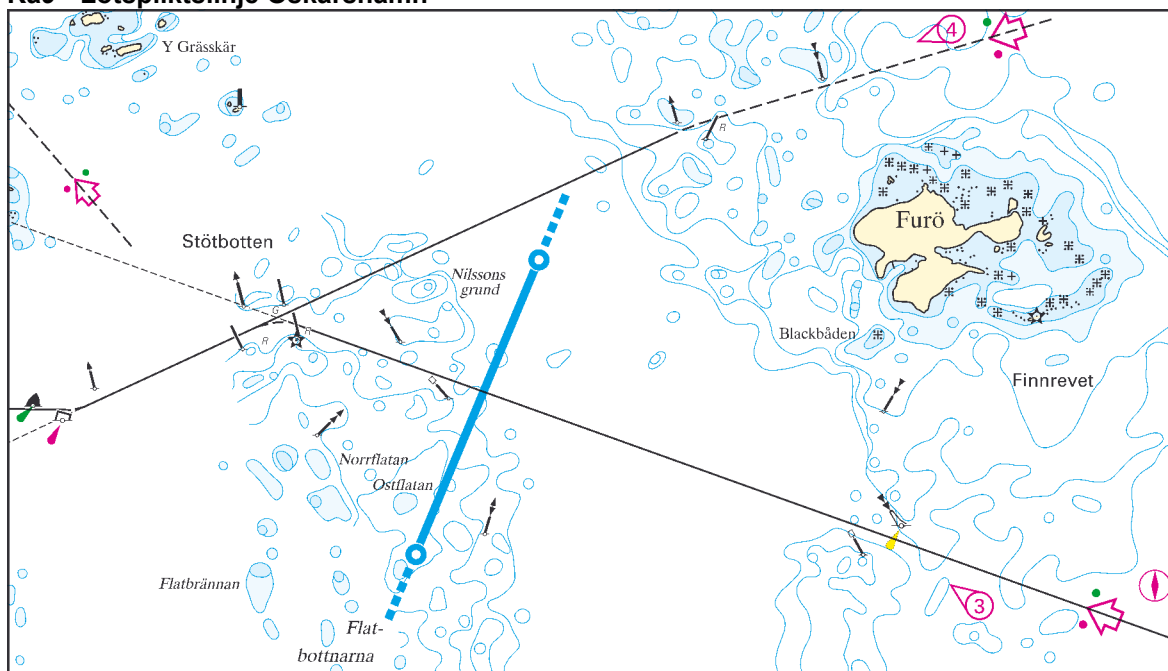 Y Grässkär
4
R
Furö
Stötbotten
Nilssons
grund
G
R
R
Blackbåden
Finnrevet
Norrflatan
Ostflatan
Flatbrännan
3
Flat-
bottnarna